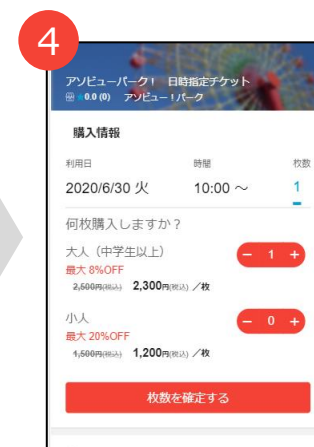 4
アソビューパーク！ 日時指定チケット
0.0 (0) アソビュー！パーク
購入情報
利用日 時間 枚数
2020/6/30 火 10:00 ～ 1
何枚購入しますか？
大人（中学生以上）
− 1 +
最大 8%OFF
2,500円(税込) 2,300円(税込) ／枚
小人
− 0 +
最大 20%OFF
1,500円(税込) 1,200円(税込) ／枚
枚数を確定する